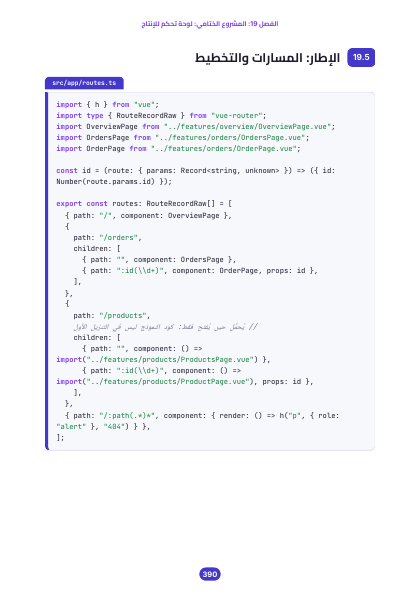 الفصل 19: المشروع الختامي: لوحة تحكم للإنتاج
19.5 الإطار: المسارات والتخطيط
src/app/routes.ts
import { h } from "vue";
import type { RouteRecordRaw } from "vue-router";
import OverviewPage from "../features/overview/OverviewPage.vue";
import OrdersPage from "../features/orders/OrdersPage.vue";
import OrderPage from "../features/orders/OrderPage.vue";
const id = (route: { params: Record<string, unknown> }) => ({ id:
Number(route.params.id) });
export const routes: RouteRecordRaw[] = [
{ path: "/", component: OverviewPage },
{
path: "/orders",
children: [
{ path: "", component: OrdersPage },
{ path: ":id(\\d+)", component: OrderPage, props: id },
],
},
{
path: "/products",
// يُحمَّل حين يُفتح فقط: كود النموذج ليس في التنزيل الأول
children: [
{ path: "", component: () =>
import("../features/products/ProductsPage.vue") },
{ path: ":id(\\d+)", component: () =>
import("../features/products/ProductPage.vue"), props: id },
],
},
{ path: "/:path(.*)*", component: { render: () => h("p", { role:
"alert" }, "404") } },
];
390